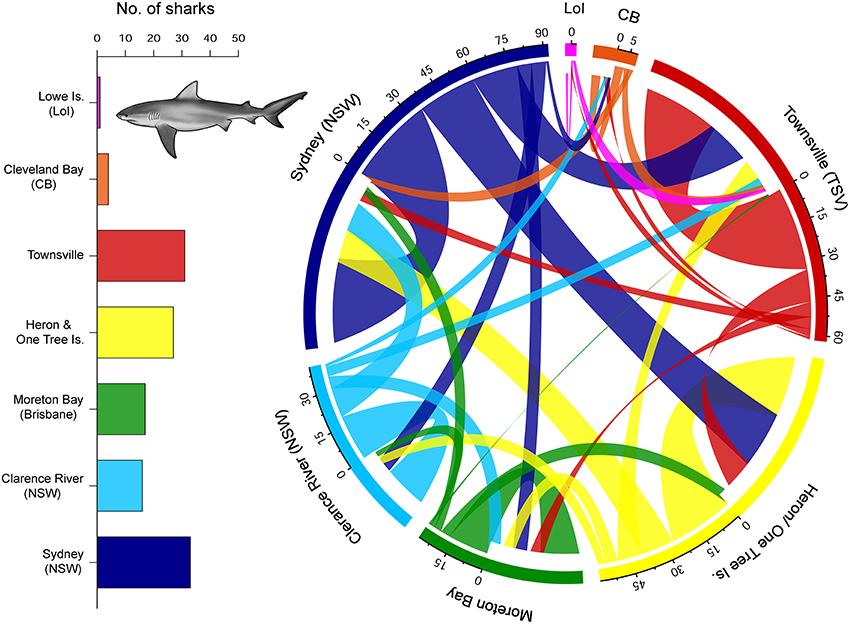 No. of sharks
0 10 20 30 40 50
Lowe Is.
(LoI)
Cleveland Bay
(CB)
Townsville
Heron &
One Tree Is.
Moreton Bay
(Brisbane)
Clarence River
(NSW)
Sydney
(NSW)
LoI
0
CB
0 5
Townsville (TSV)
0 15 30 45 60
Heron/ One Tree Is.
0 15 30 45
Moreton Bay
0 15
Clerance River (NSW)
0 15 30
Sydney (NSW)
0 15 30 45 60 75 90